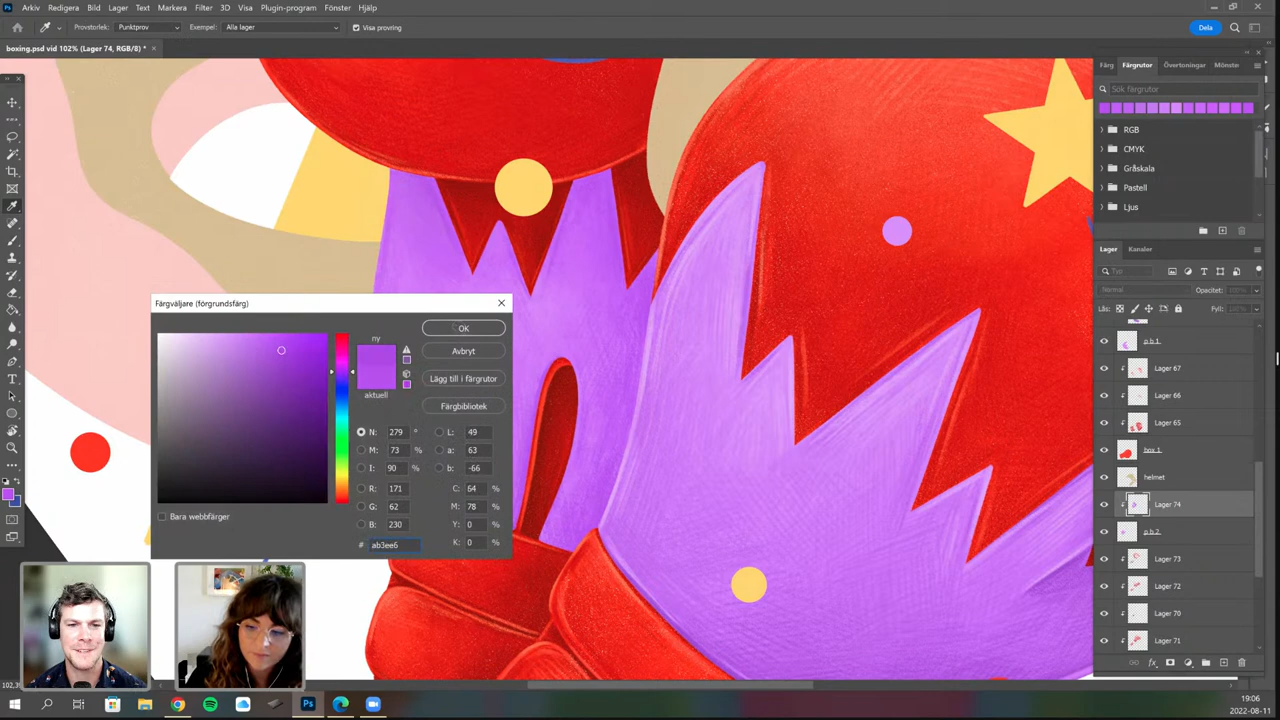 Arkiv Redigera Bild Lager Text Markera Filter 3D Visa Plugin-program Fönster Hjälp
Provstorlek: Punktprov Exempel: Alla lager Visa provring Dela
boxing.psd vid 102% (Lager 74, RGB/8) *
Färg Färgrutor Övertoningar Mönste
Sök färgrutor
RGB
CMYK
Gråskala
Pastell
Ljus
Lager Kanaler
Typ
Normal Opacitet: 100%
Lås: Fyll: 100%
p b 1
Lager 67
Lager 66
Lager 65
box 1
helmet
Lager 74
p b 2
Lager 73
Lager 72
Lager 70
Lager 71
Färgväljare (förgrundsfärg)
ny
aktuell
OK
Avbryt
Lägg till i färgrutor
Färgbibliotek
N: 279 ° L: 49
M: 73 % a: 63
I: 90 % b: -66
R: 171 C: 64 %
G: 62 M: 78 %
B: 230 Y: 0 %
# ab3ee6 K: 0 %
Bara webbfärger
19:06
2022-08-11